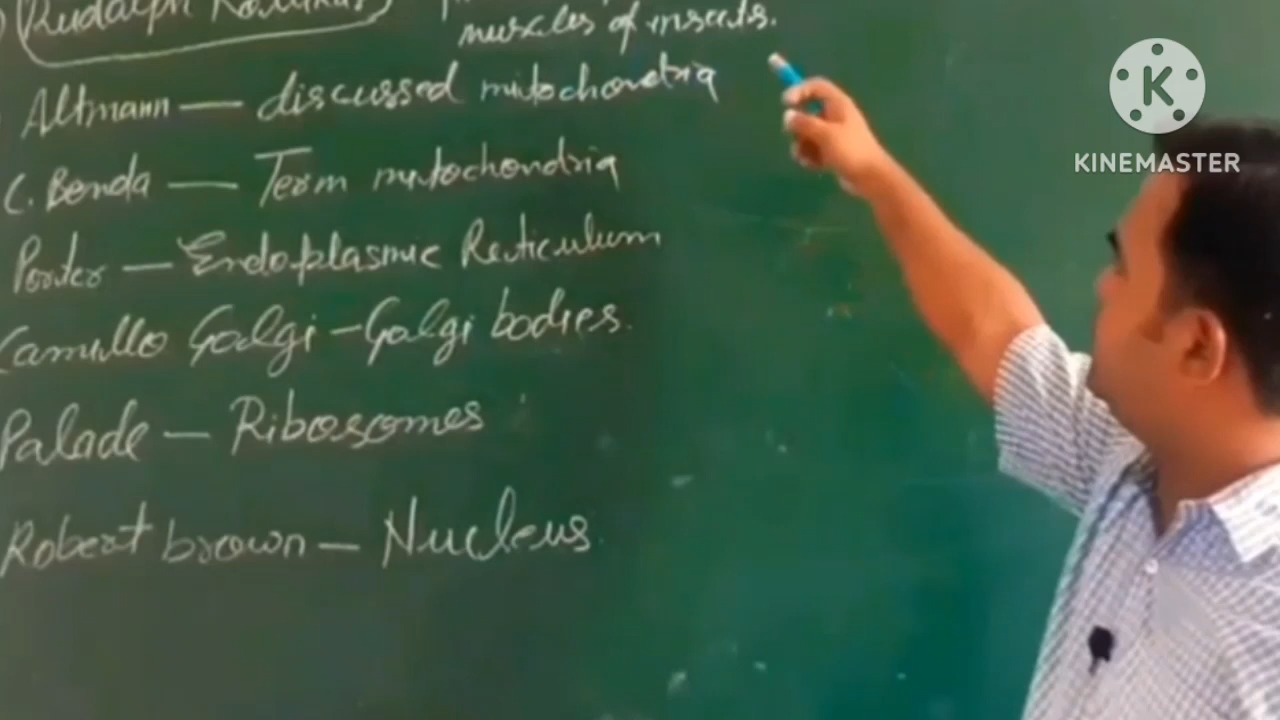 Rudalph
muscles of insects.
Altmann — discussed mitochondria
C. Benda — Term mitochondria
Porter — Endoplasmic Reticulum
Camillo Golgi - Golgi bodies.
Palade — Ribosomes
Robert brown — Nucleus
K
KINEMASTER